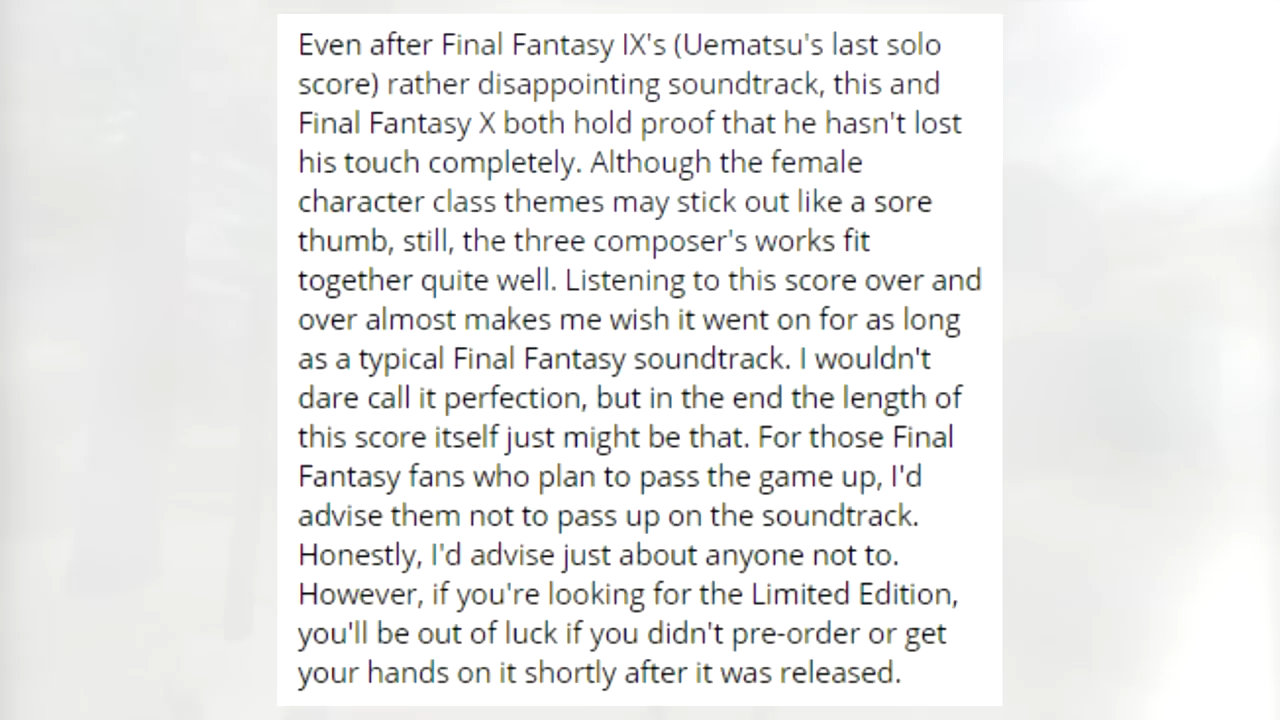 Even after Final Fantasy IX's (Uematsu's last solo
score) rather disappointing soundtrack, this and
Final Fantasy X both hold proof that he hasn't lost
his touch completely. Although the female
character class themes may stick out like a sore
thumb, still, the three composer's works fit
together quite well. Listening to this score over and
over almost makes me wish it went on for as long
as a typical Final Fantasy soundtrack. I wouldn't
dare call it perfection, but in the end the length of
this score itself just might be that. For those Final
Fantasy fans who plan to pass the game up, I'd
advise them not to pass up on the soundtrack.
Honestly, I'd advise just about anyone not to.
However, if you're looking for the Limited Edition,
you'll be out of luck if you didn't pre-order or get
your hands on it shortly after it was released.